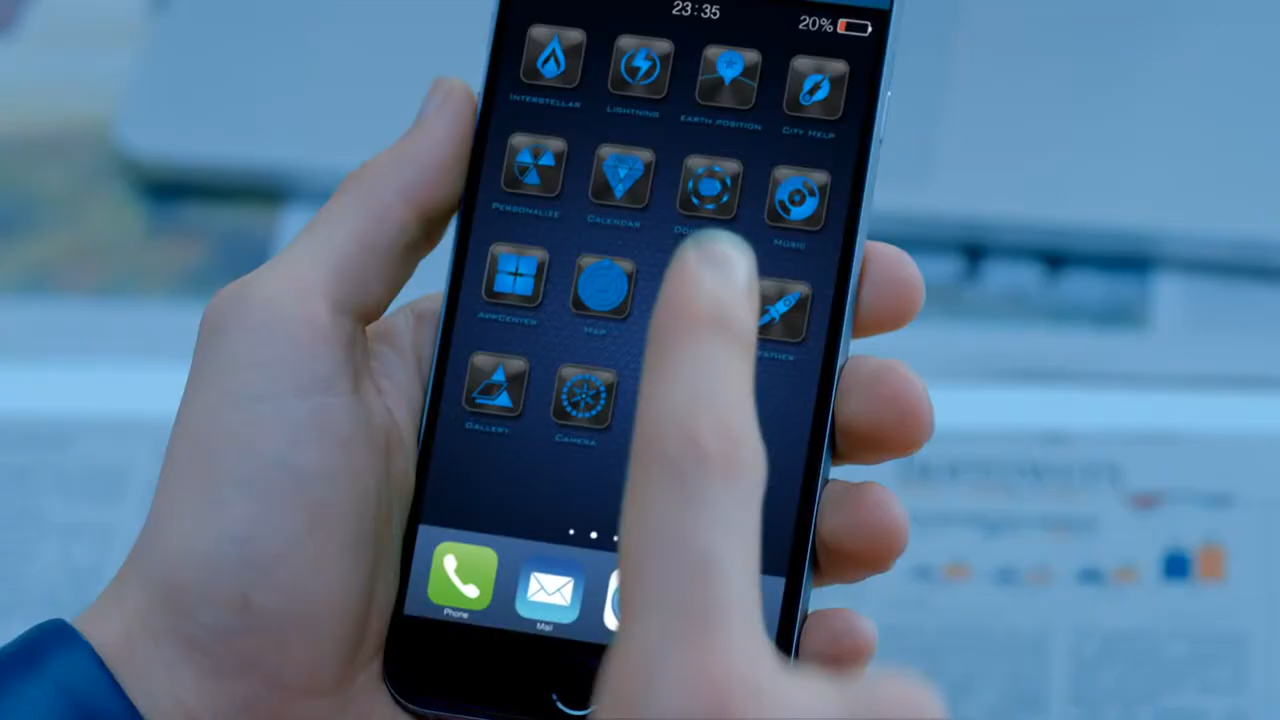 23:35
20%
INTERSTELLAR LIGHTNING EARTH POSITION CITY HELP
PERSONALIZE CALENDAR MUSIC
APPCENTER MAP
GALLERY CAMERA
Phone Mail